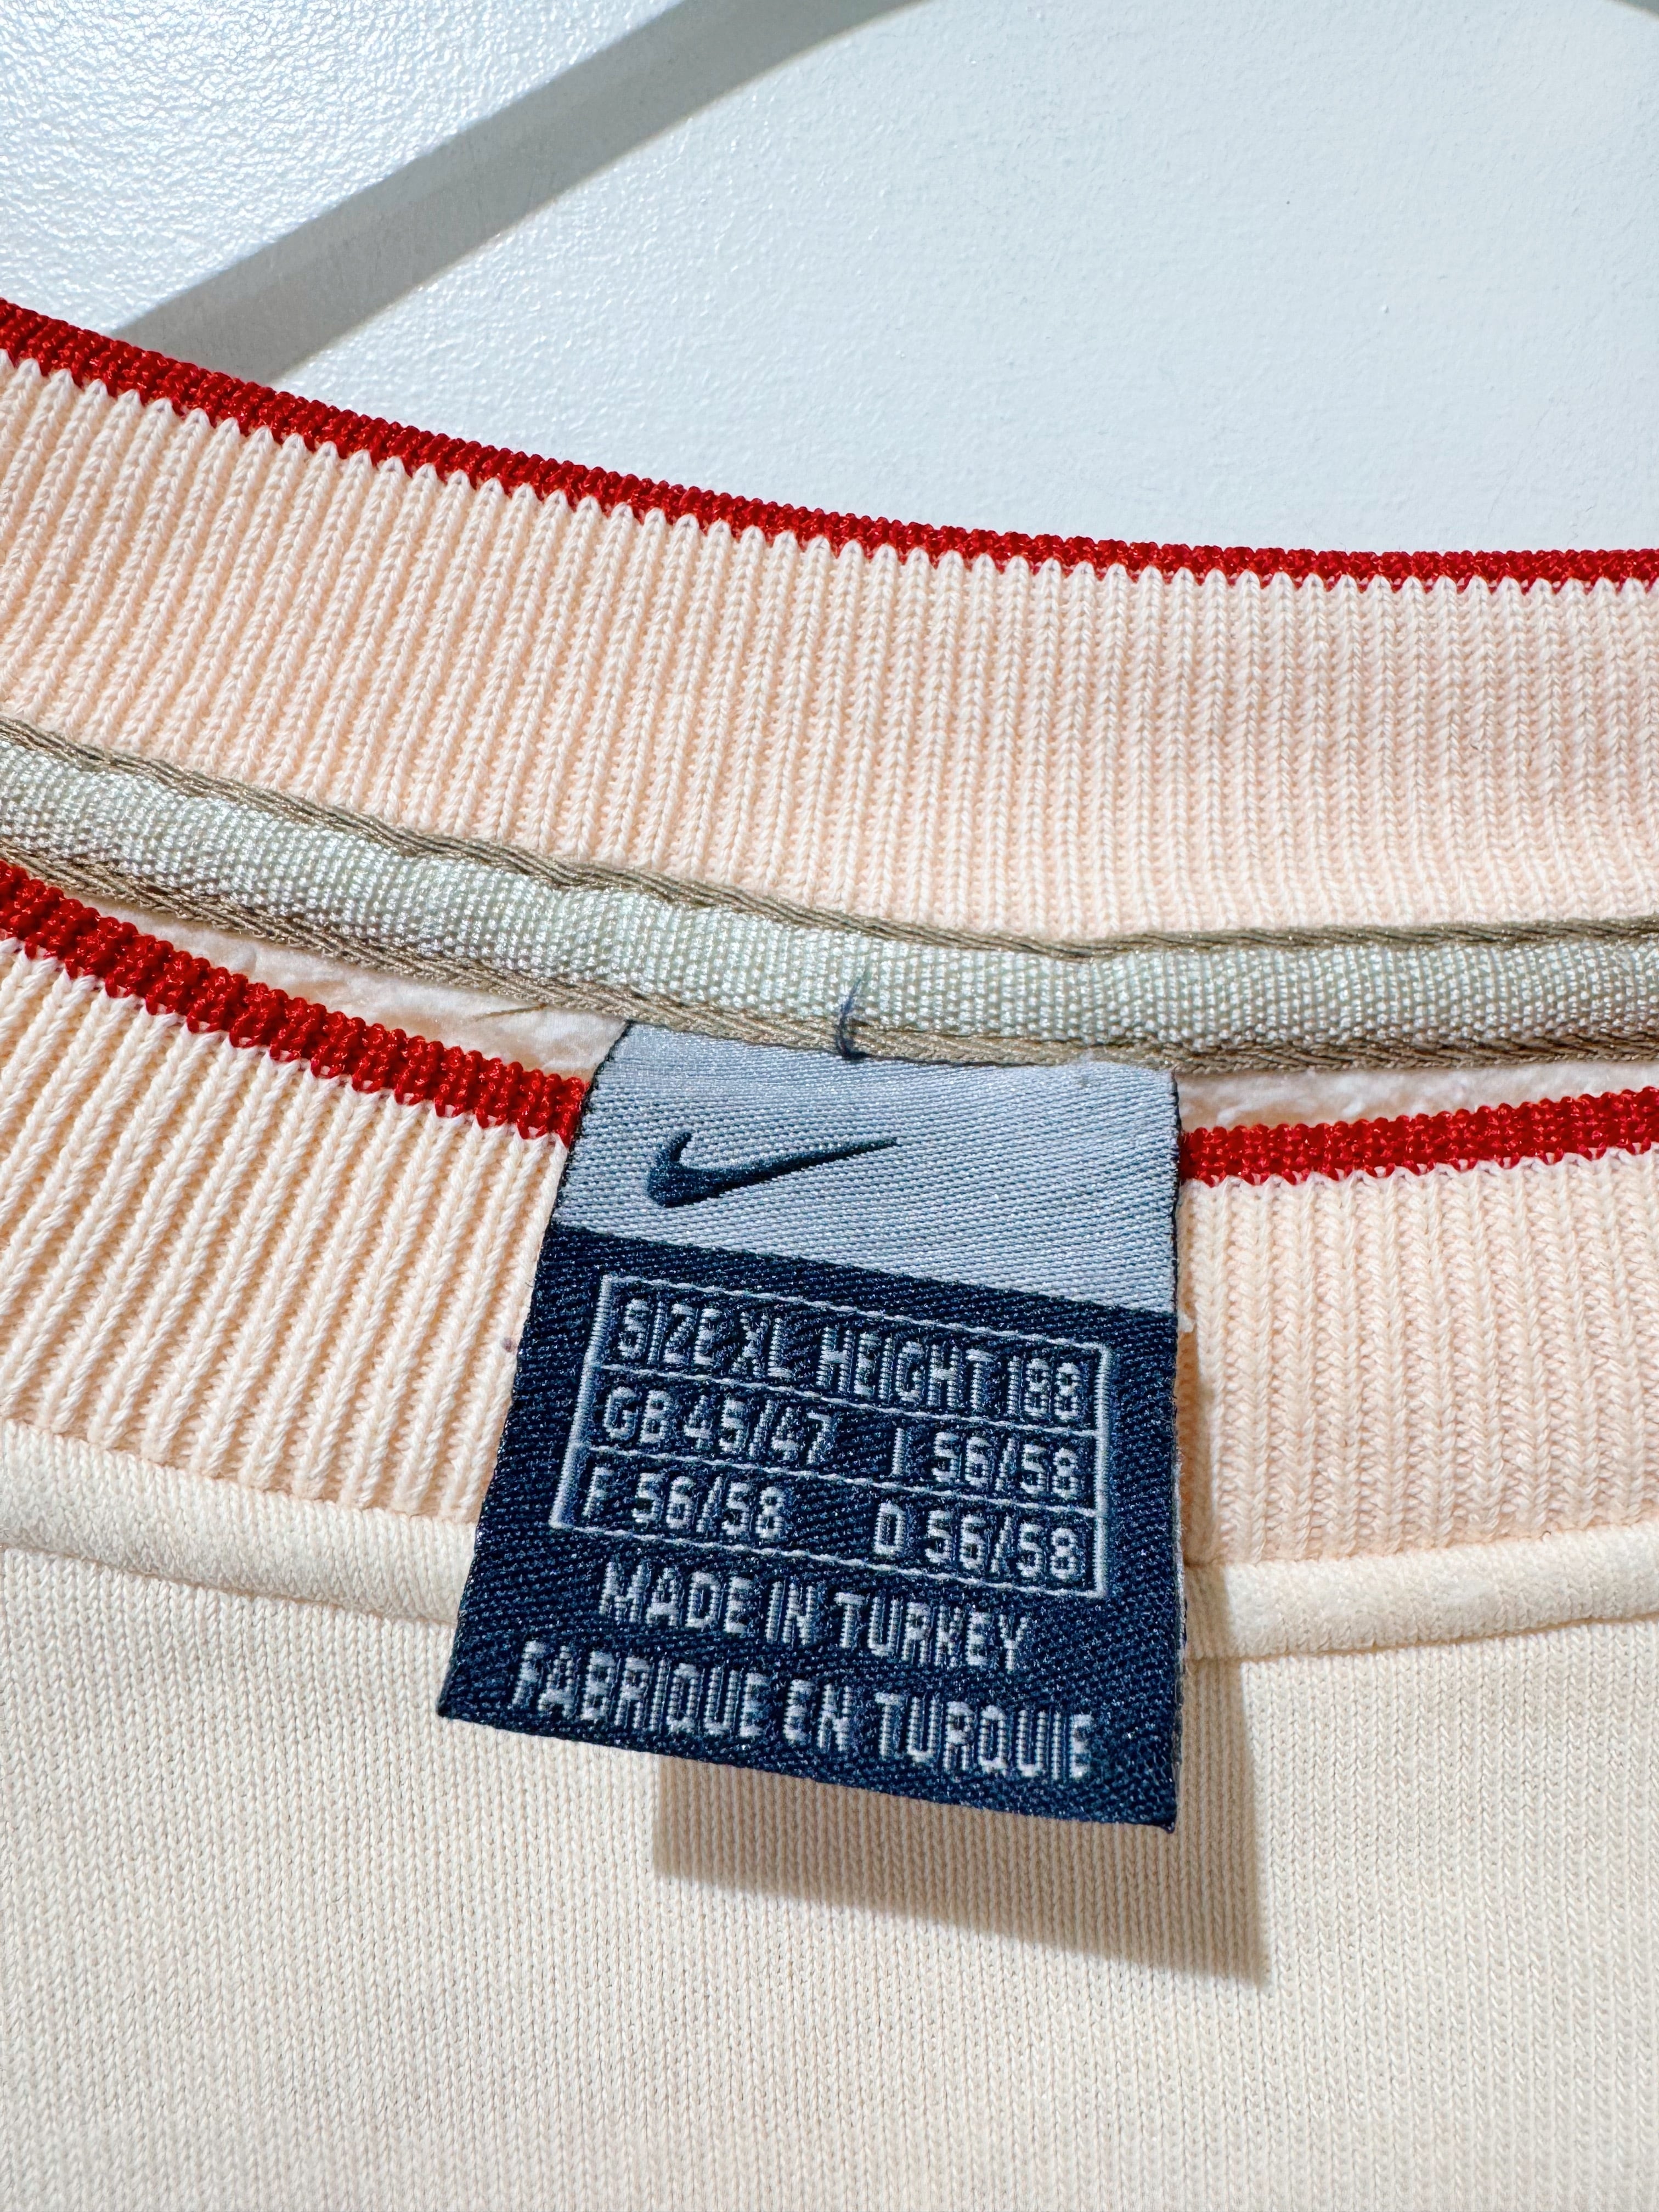 SIZE XL HEIGHT 188
GB 45/47 I 56/58
F 56/58 D 56/58
MADE IN TURKEY
FABRIQUE EN TURQUIE